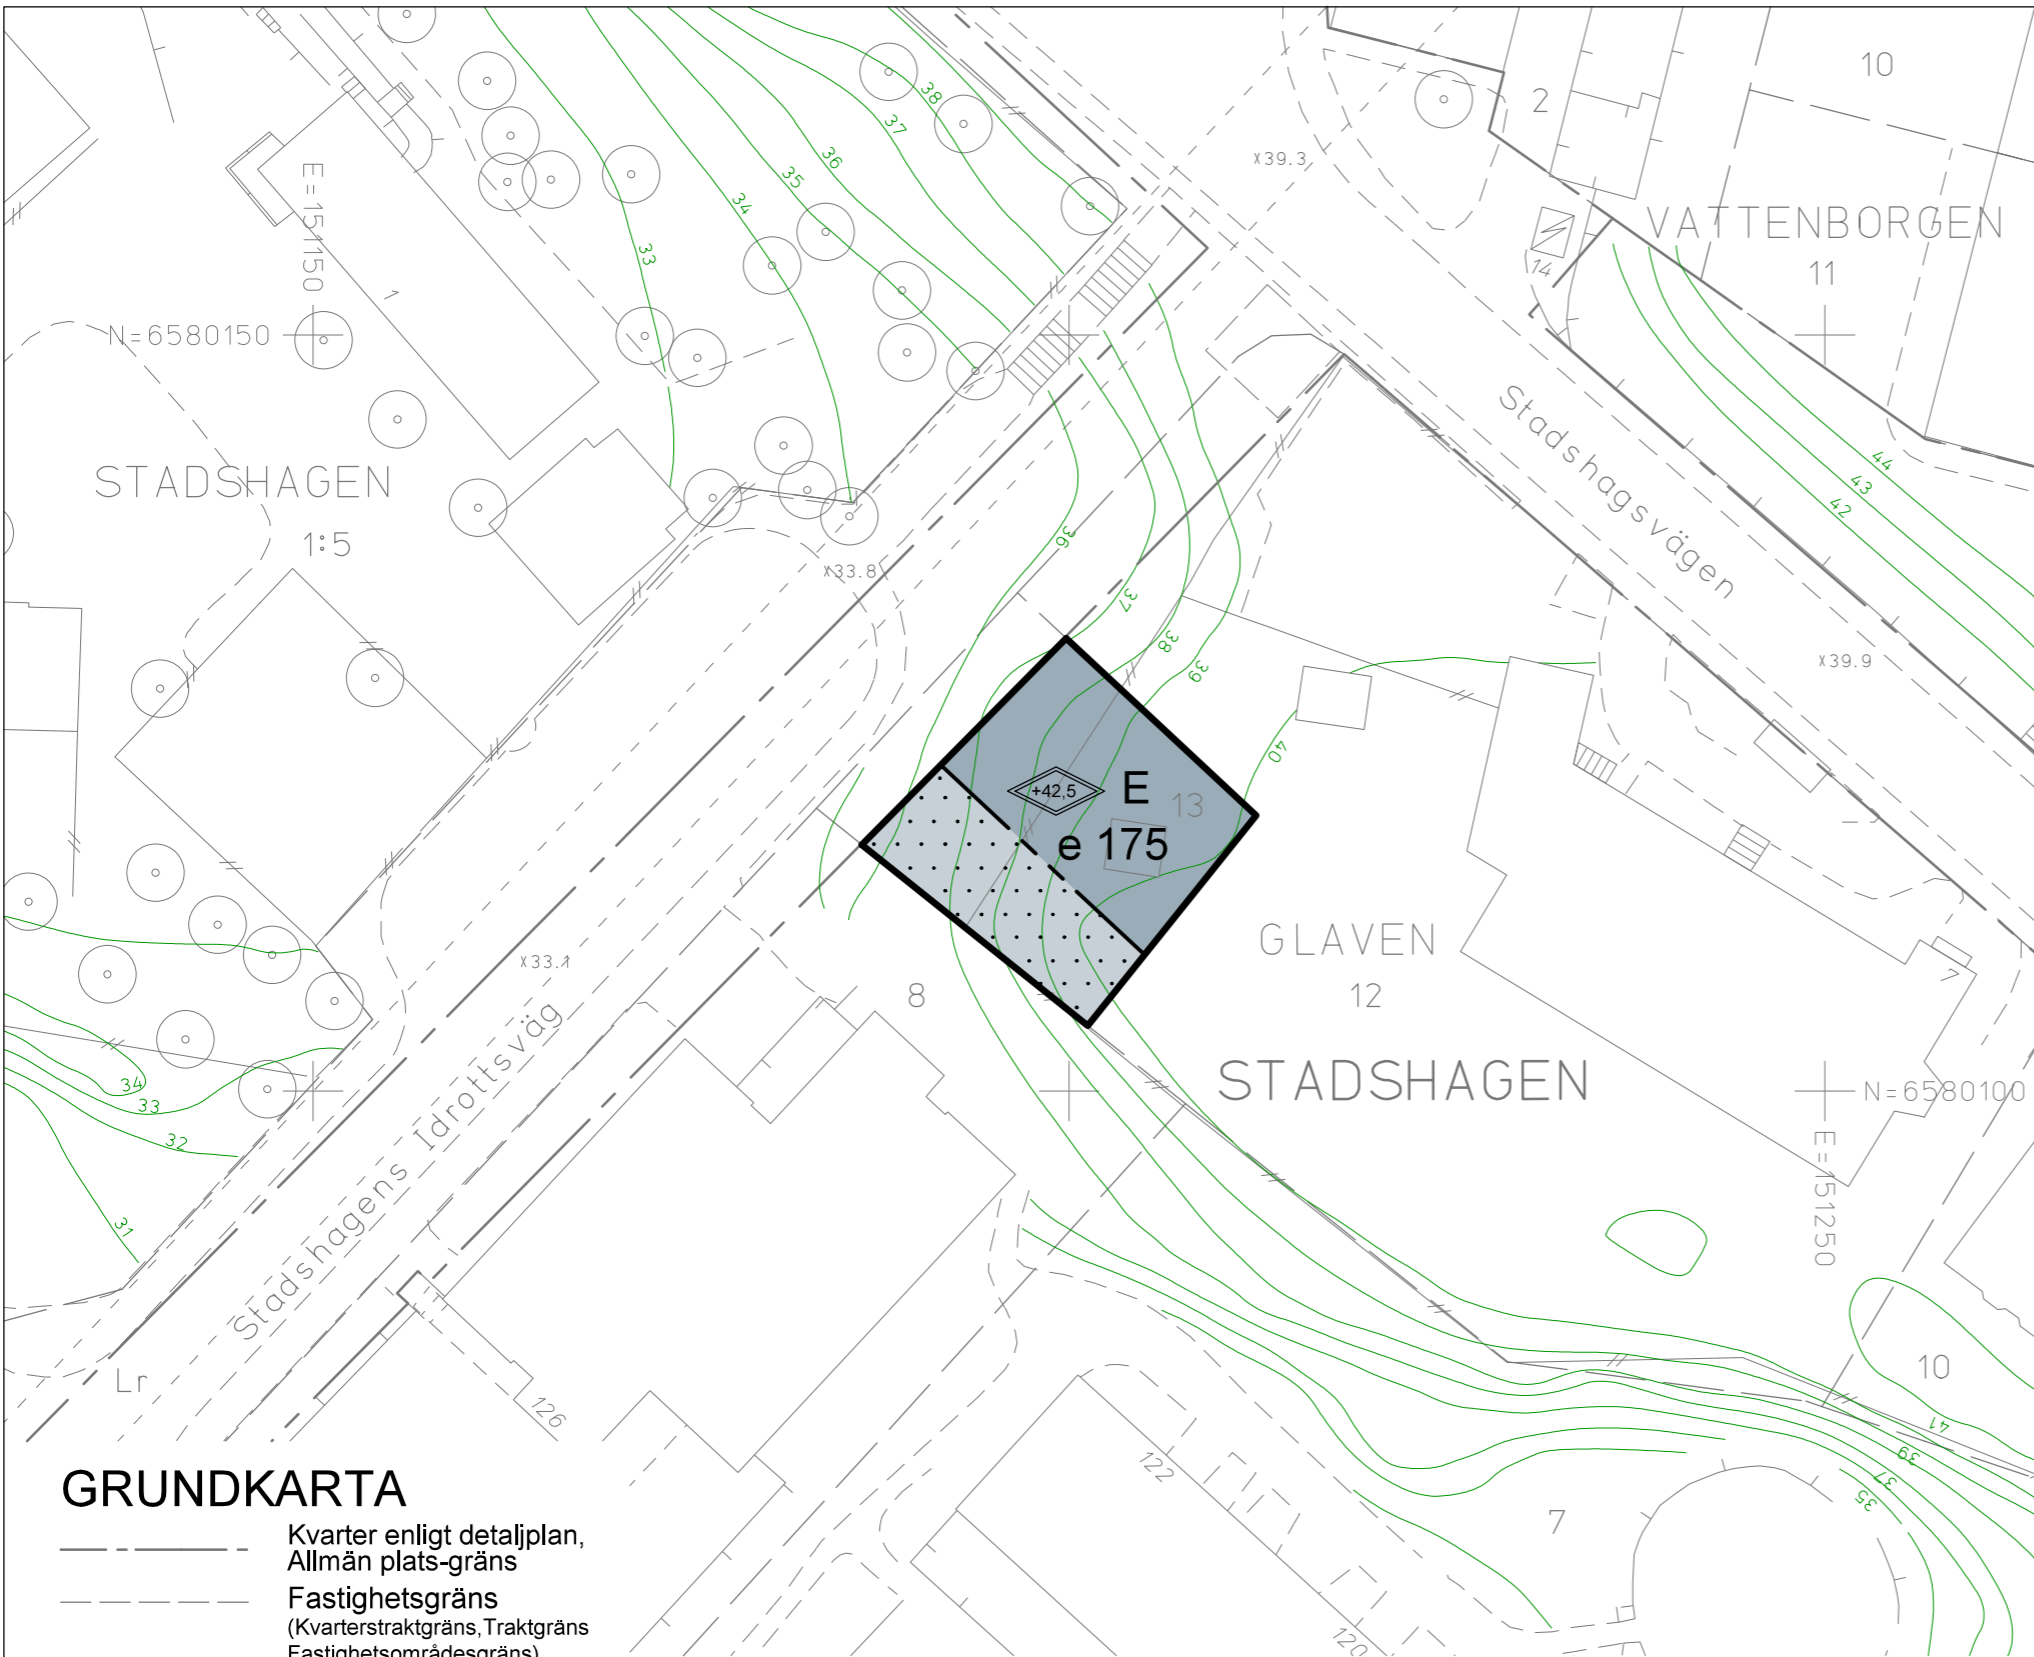 10
2
38
37
36
35
34
33
x39.3
E=151150
VATTENBORGEN
11
14
1
N=6580150
Stadshagsvägen
44
43
42
STADSHAGEN
1:5
x33.8
36
37
38
39
x39.9
40
+42,5
E
13
e 175
GLAVEN
12
8
x33.1
7
STADSHAGEN
N=6580100
E=151250
34
33
32
31
Stadshagens Idrottsväg
Lr
126
10
41
39
37
35
122
7
120
GRUNDKARTA
Kvarter enligt detaljplan,
Allmän plats-gräns
Fastighetsgräns
(Kvarterstraktgräns,Traktgräns
Fastighetsområdesgräns)